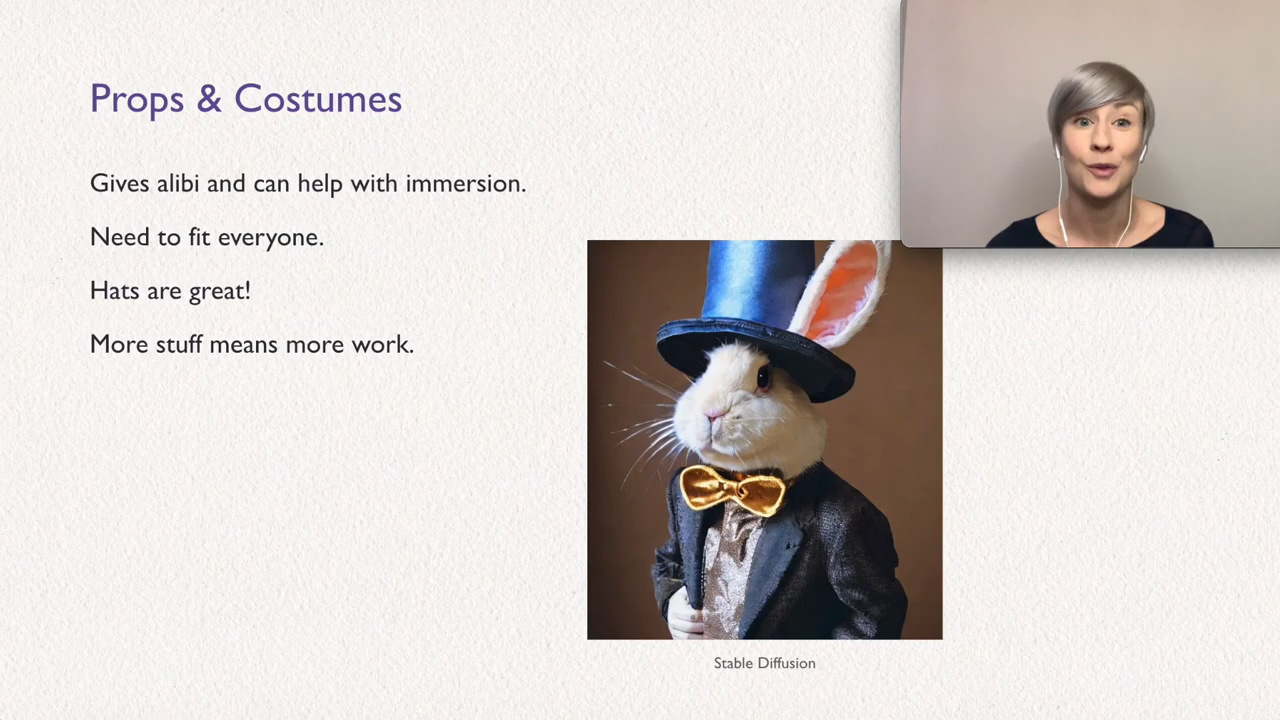 Props & Costumes
Gives alibi and can help with immersion.
Need to fit everyone.
Hats are great!
More stuff means more work.
Stable Diffusion